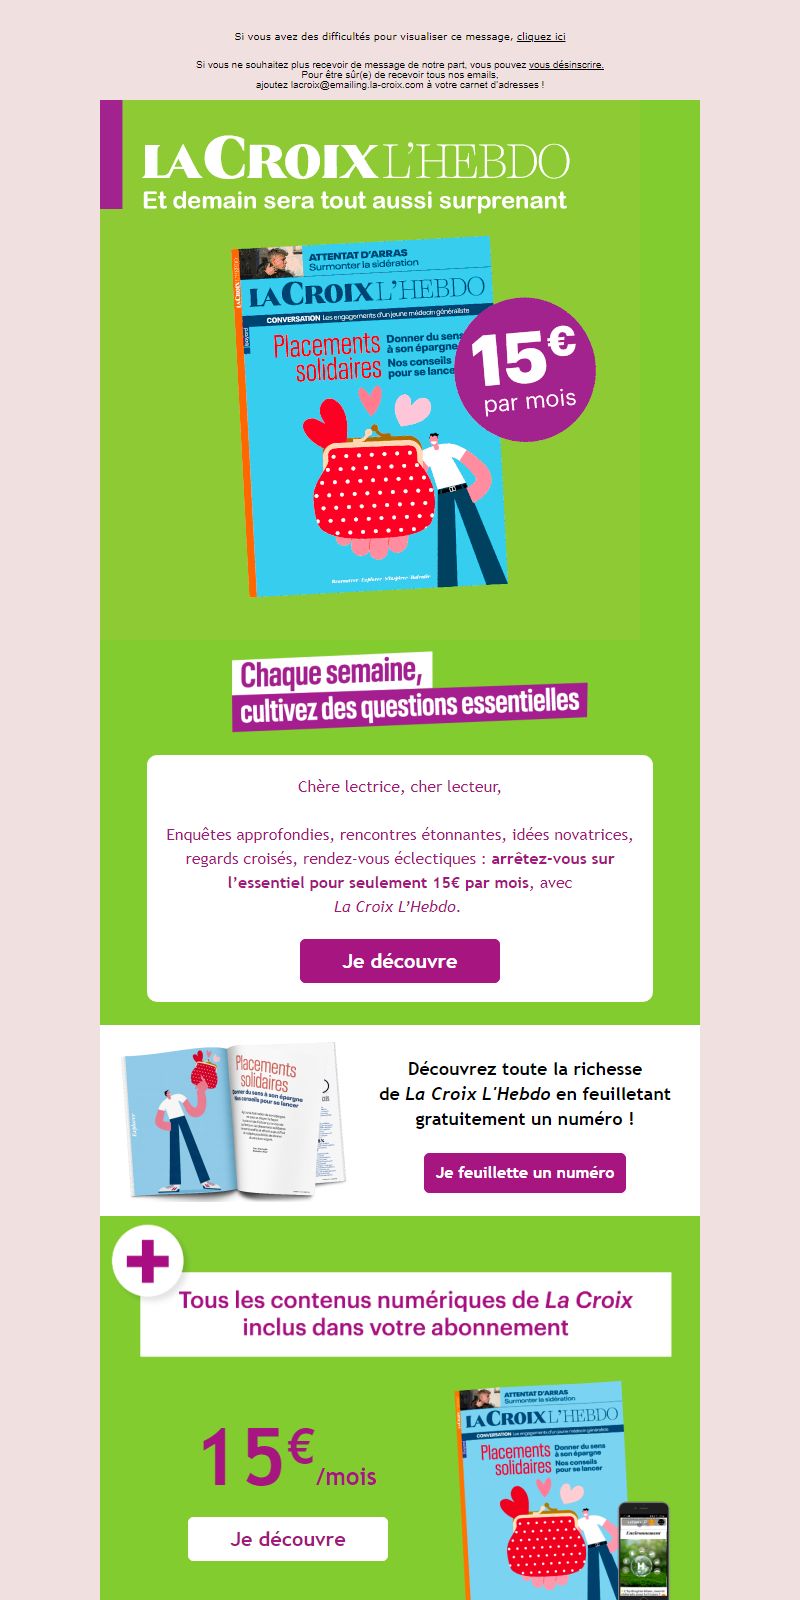 Si vous avez des difficultés pour visualiser ce message, cliquez ici
Si vous ne souhaitez plus recevoir de message de notre part, vous pouvez vous désinscrire.
Pour être sûr(e) de recevoir tous nos emails,
ajoutez lacroix@emailing.la-croix.com à votre carnet d'adresses !
LA CROIX L'HEBDO
Et demain sera tout aussi surprenant
ATTENTAT D'ARRAS
Surmonter la sidération
LA CROIX L'HEBDO
CONVERSATION Les engagements d'un jeune médecin généraliste
Placements
solidaires
Donner du sens
à son épargne
Nos conseils
pour se lance
15€
par mois
Chaque semaine,
cultivez des questions essentielles
Chère lectrice, cher lecteur,
Enquêtes approfondies, rencontres étonnantes, idées novatrices,
regards croisés, rendez-vous éclectiques : arrêtez-vous sur
l’essentiel pour seulement 15€ par mois, avec
La Croix L’Hebdo.
Je découvre
Explorer
Placements
solidaires
Donner du sens à son épargne
Nos conseils pour se lancer
Découvrez toute la richesse
de La Croix L'Hebdo en feuilletant
gratuitement un numéro !
Je feuillette un numéro
Tous les contenus numériques de La Croix
inclus dans votre abonnement
15€/mois
Je découvre
ATTENTAT D'ARRAS
Surmonter la sidération
LA CROIX L'HEBDO
CONVERSATION Les engagements d'un jeune médecin généraliste
Placements
solidaires
Donner du sens
à son épargne
Nos conseils
pour se lancer
Environnement